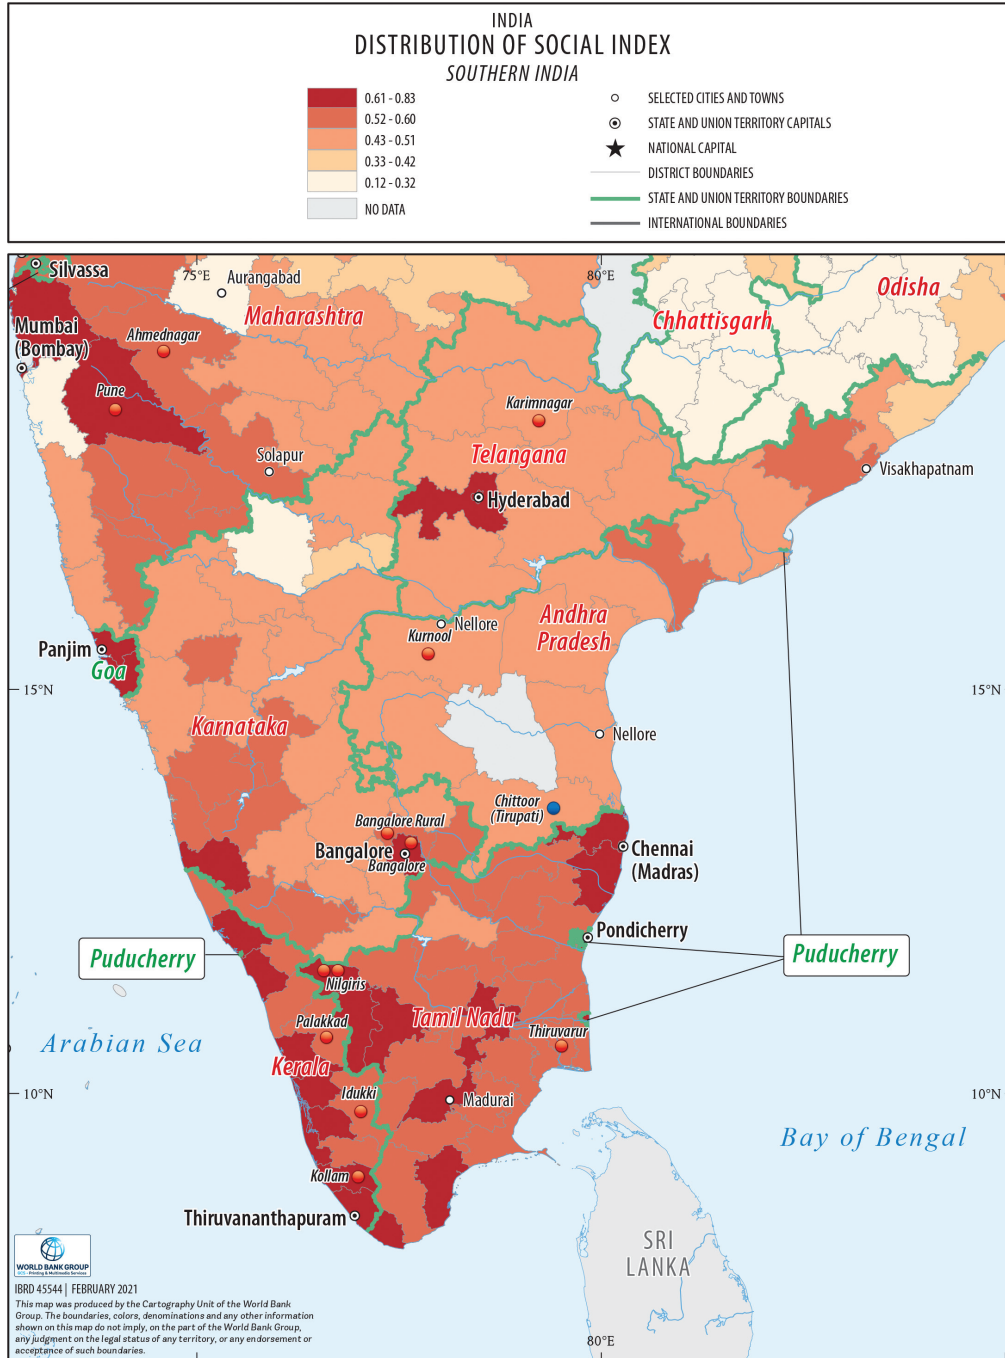 INDIA
DISTRIBUTION OF SOCIAL INDEX
SOUTHERN INDIA
0.61 - 0.83
0.52 - 0.60
0.43 - 0.51
0.33 - 0.42
0.12 - 0.32
NO DATA
SELECTED CITIES AND TOWNS
STATE AND UNION TERRITORY CAPITALS
NATIONAL CAPITAL
DISTRICT BOUNDARIES
STATE AND UNION TERRITORY BOUNDARIES
INTERNATIONAL BOUNDARIES
Silvassa
75°E
80°E
Aurangabad
Odisha
Maharashtra
Chhattisgarh
Mumbai
(Bombay)
Ahmednagar
Pune
Karimnagar
Solapur
Telangana
Visakhapatnam
Hyderabad
Andhra
Pradesh
Nellore
Kurnool
Panjim
Goa
15°N
15°N
Karnataka
Nellore
Chittoor
(Tirupati)
Bangalore Rural
Bangalore
Bangalore
Chennai
(Madras)
Pondicherry
Puducherry
Puducherry
Nilgiris
Tamil Nadu
Palakkad
Thiruvarur
Arabian Sea
Kerala
Idukki
Madurai
10°N
10°N
Bay of Bengal
Kollam
Thiruvananthapuram
SRI
LANKA
WORLD BANK GROUP
GCS - Printing & Multimedia Services
IBRD 45544 | FEBRUARY 2021
This map was produced by the Cartography Unit of the World Bank
Group. The boundaries, colors, denominations and any other information
shown on this map do not imply, on the part of the World Bank Group,
any judgment on the legal status of any territory, or any endorsement or
acceptance of such boundaries.
80°E